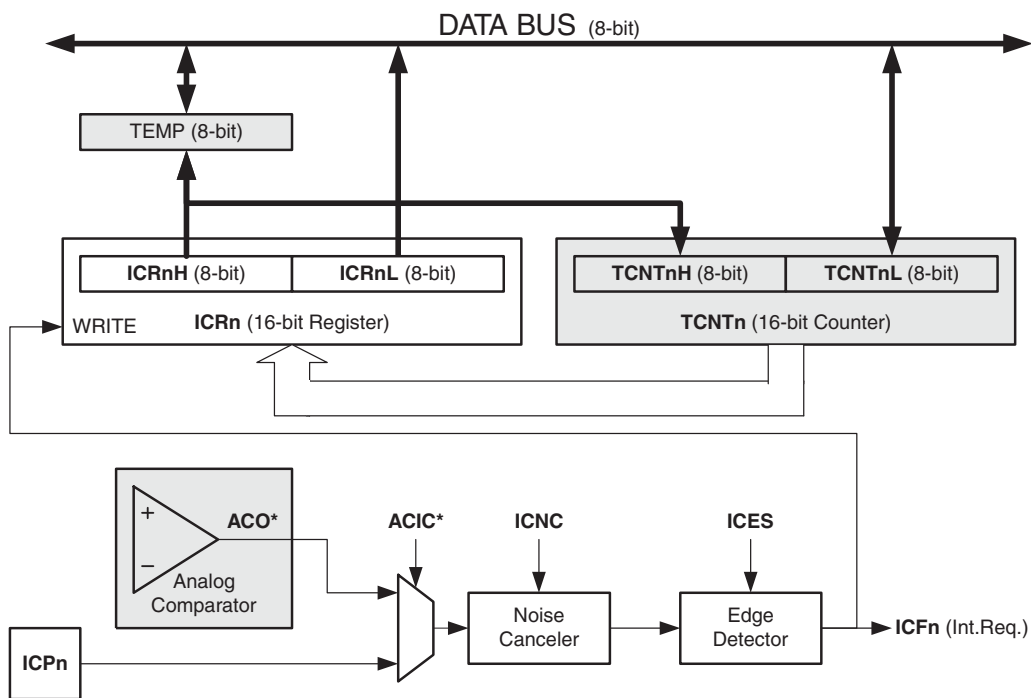 DATA BUS (8-bit)
TEMP (8-bit)
ICRnH (8-bit) ICRnL (8-bit) TCNTnH (8-bit) TCNTnL (8-bit)
WRITE ICRn (16-bit Register) TCNTn (16-bit Counter)
+
ACO* ACIC* ICNC ICES
−
Analog
Comparator
Noise
Canceler
Edge
Detector
ICFn (Int.Req.)
ICPn